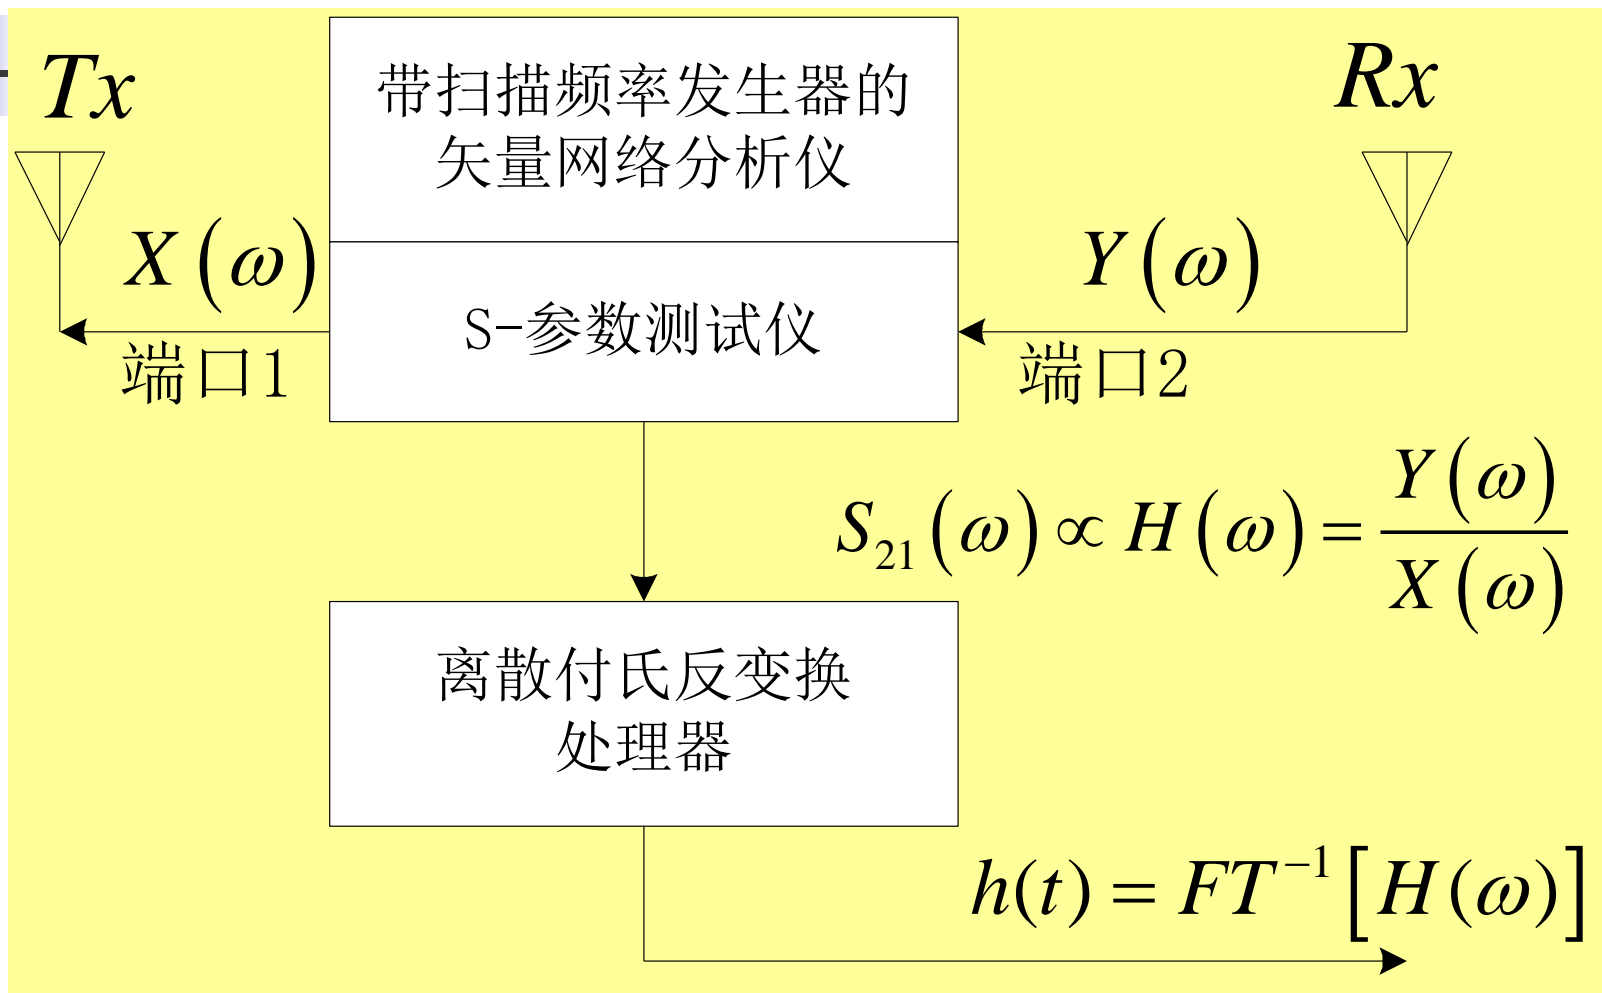 Tx
Rx
带扫描频率发生器的
矢量网络分析仪
X(ω)
Y(ω)
S-参数测试仪
端口1
端口2
S₂₁(ω) ∝ H(ω) = Y(ω)/X(ω)
离散付氏反变换
处理器
h(t) = FT⁻¹[H(ω)]